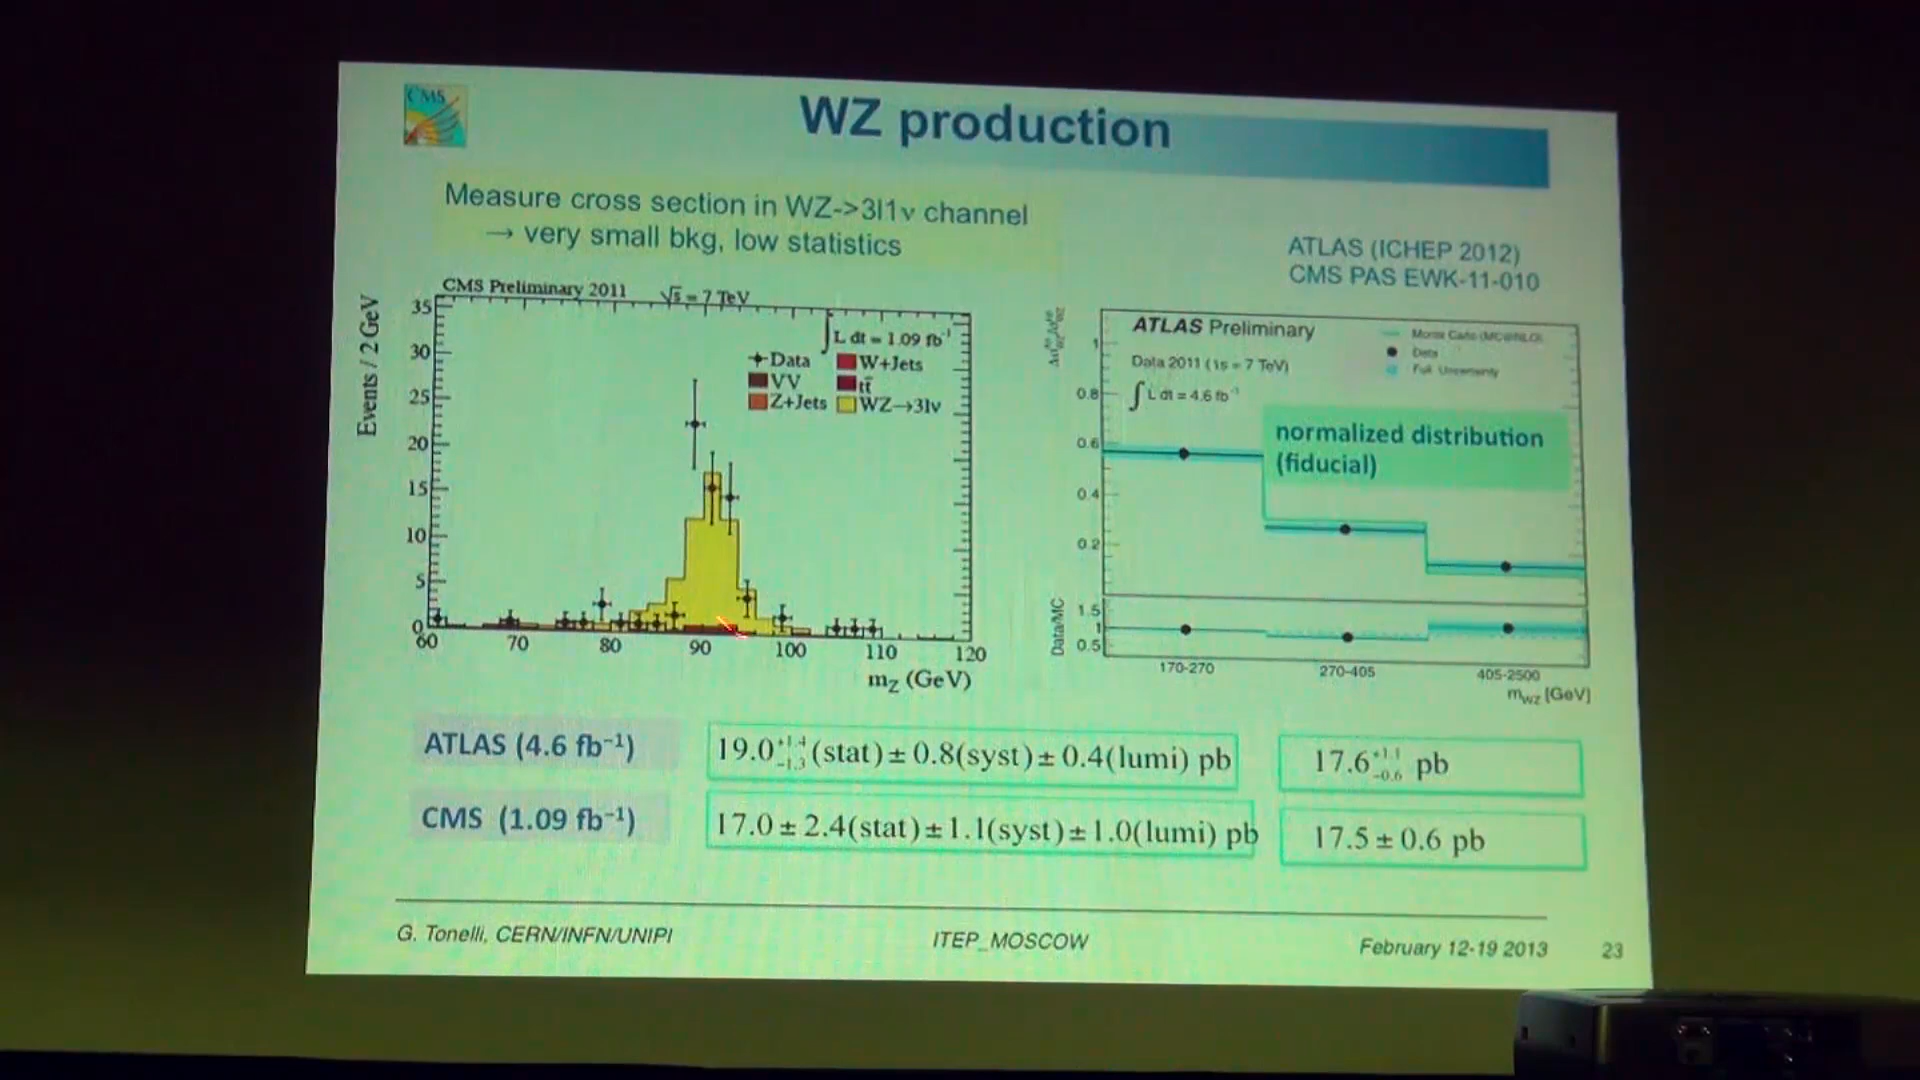 CMS
WZ production
Measure cross section in WZ->3l1ν channel
→ very small bkg, low statistics
ATLAS (ICHEP 2012)
CMS PAS EWK-11-010
CMS Preliminary 2011 √s = 7 TeV
∫L dt = 1.09 fb⁻¹
Data
W+Jets
VV
tt̄
Z+Jets
WZ→3lν
Events / 2 GeV
35
30
25
20
15
10
5
0
60 70 80 90 100 110 120
m_Z (GeV)
ATLAS Preliminary
Monte Carlo (MC@NLO)
Data
Full Uncertainty
Data 2011 (√s = 7 TeV)
∫L dt = 4.6 fb⁻¹
normalized distribution
(fiducial)
1
0.8
0.6
0.4
0.2
Data/MC
1.5
1
0.5
170-270 270-405 405-2500
m_WZ [GeV]
ATLAS (4.6 fb⁻¹)
19.0 +1.4 −1.3 (stat) ± 0.8(syst) ± 0.4(lumi) pb
17.6 +1.1 −0.6 pb
CMS (1.09 fb⁻¹)
17.0 ± 2.4(stat) ± 1.1(syst) ± 1.0(lumi) pb
17.5 ± 0.6 pb
G. Tonelli, CERN/INFN/UNIPI
ITEP_MOSCOW
February 12-19 2013
23